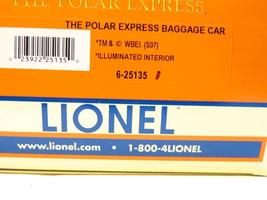 THE POLAR EXPRESS.
THE POLAR EXPRESS BAGGAGE CAR
*TM & © WBEI. (S07)
*ILLUMINATED INTERIOR
0 23922 25135 0
6-25135
LIONEL
www.lionel.com • 1-800-4LIONEL